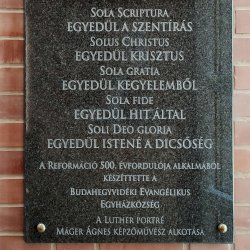 SOLA SCRIPTURA
EGYEDÜL A SZENTÍRÁS
SOLUS CHRISTUS
EGYEDÜL KRISZTUS
SOLA GRATIA
EGYEDÜL KEGYELEMBŐL
SOLA FIDE
EGYEDÜL HIT ÁLTAL
SOLI DEO GLORIA
EGYEDÜL ISTENÉ A DICSŐSÉG
A REFORMÁCIÓ 500. ÉVFORDULÓJA ALKALMÁBÓL
KÉSZÍTTETTE A
BUDAHEGYVIDÉKI EVANGÉLIKUS
EGYHÁZKÖZSÉG
A LUTHER PORTRÉ
MÁGER ÁGNES KÉPZŐMŰVÉSZ ALKOTÁSA